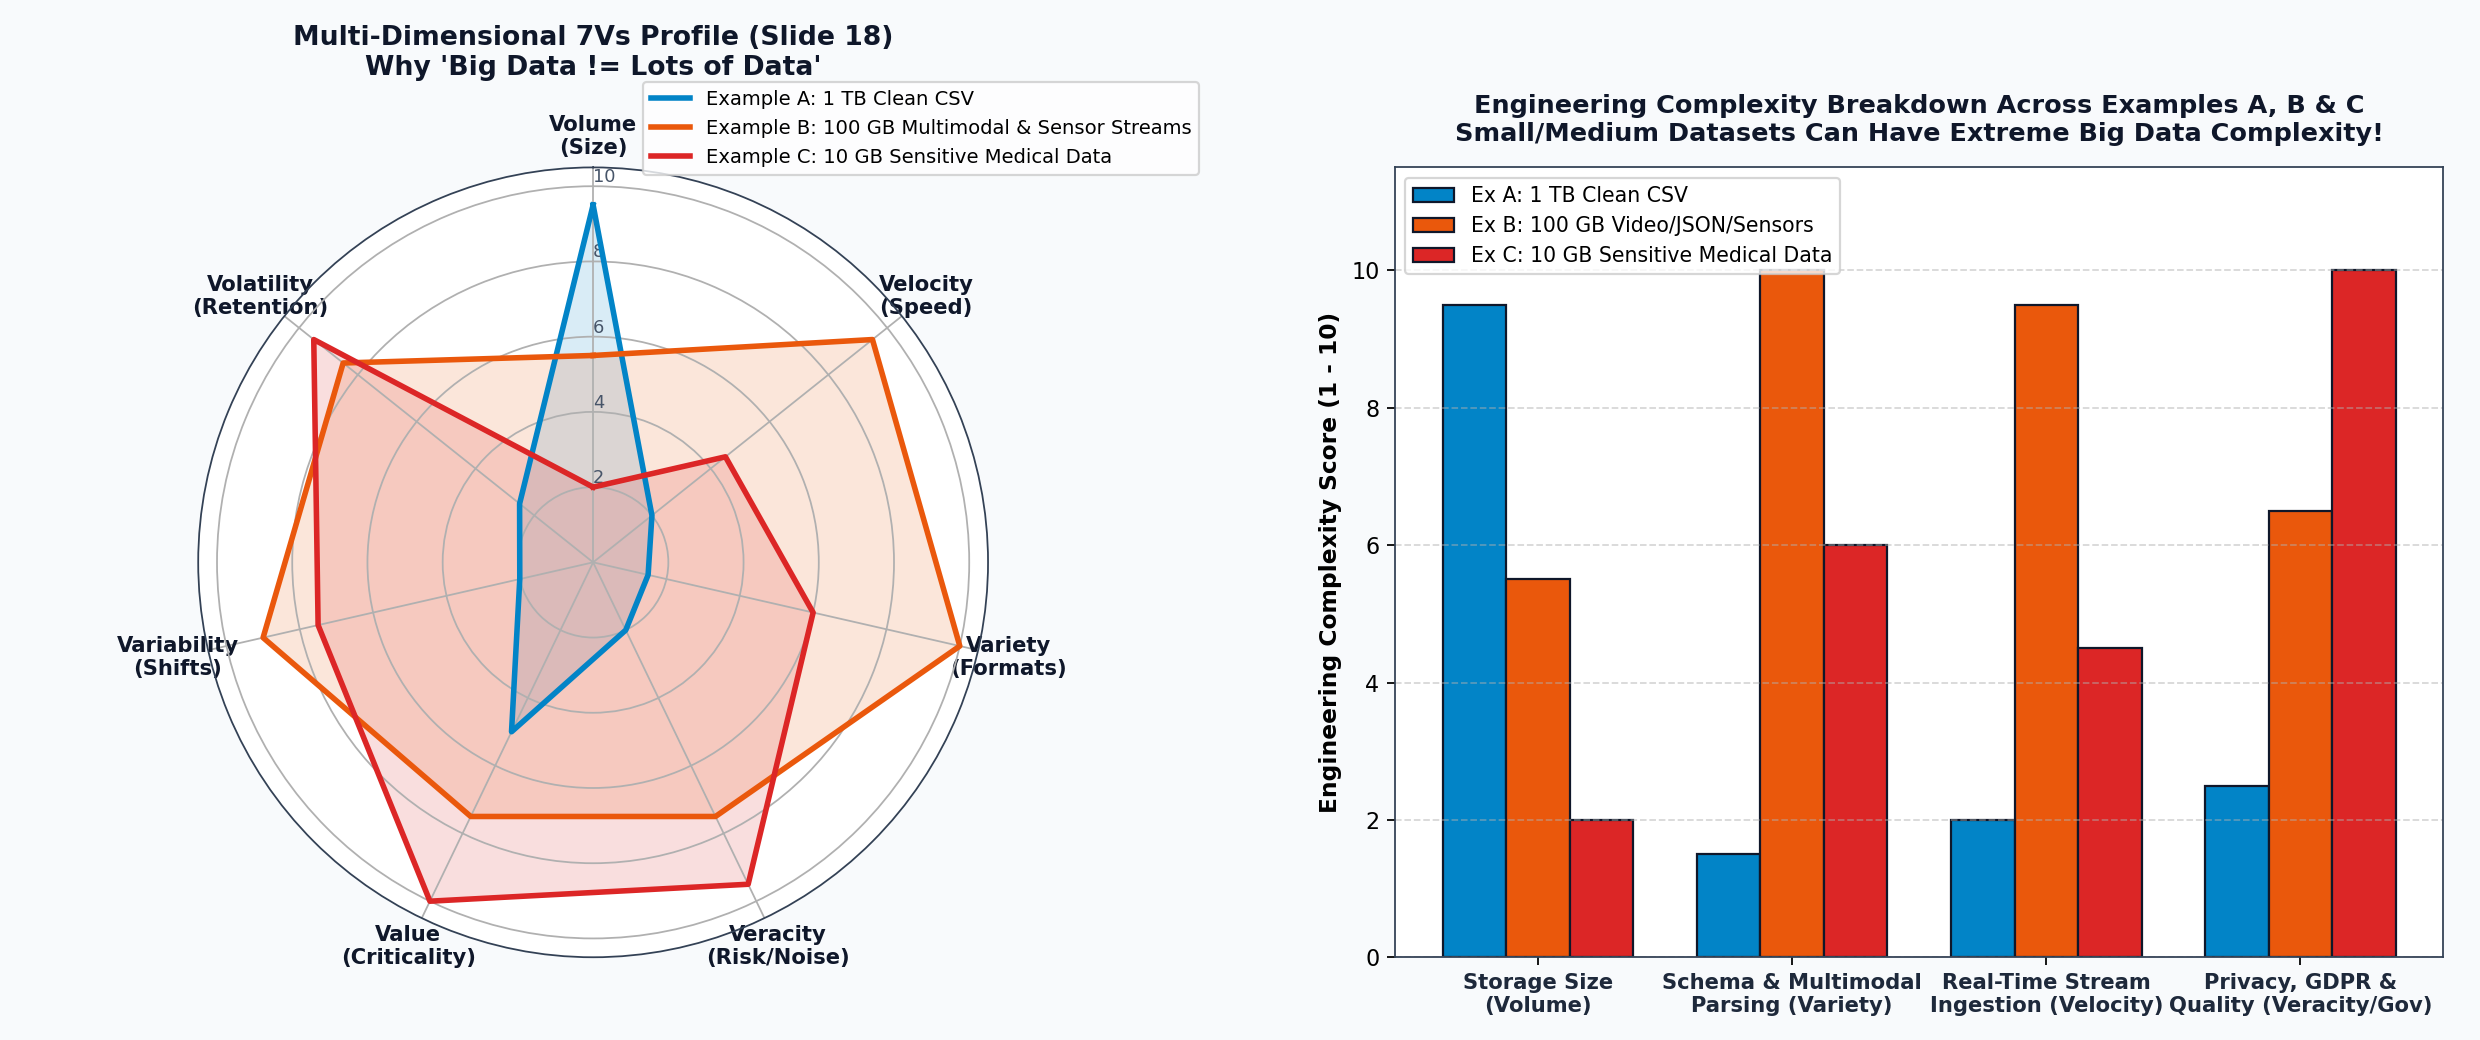 Multi-Dimensional 7Vs Profile (Slide 18)
Why 'Big Data != Lots of Data'
Example A: 1 TB Clean CSV
Example B: 100 GB Multimodal & Sensor Streams
Example C: 10 GB Sensitive Medical Data
Volume
(Size)
Velocity
(Speed)
Variety
(Formats)
Veracity
(Risk/Noise)
Value
(Criticality)
Variability
(Shifts)
Volatility
(Retention)
10
8
6
4
2
Engineering Complexity Breakdown Across Examples A, B & C
Small/Medium Datasets Can Have Extreme Big Data Complexity!
Ex A: 1 TB Clean CSV
Ex B: 100 GB Video/JSON/Sensors
Ex C: 10 GB Sensitive Medical Data
Engineering Complexity Score (1 - 10)
10
8
6
4
2
0
Storage Size
(Volume)
Schema & Multimodal
Parsing (Variety)
Real-Time Stream
Ingestion (Velocity)
Privacy, GDPR &
Quality (Veracity/Gov)